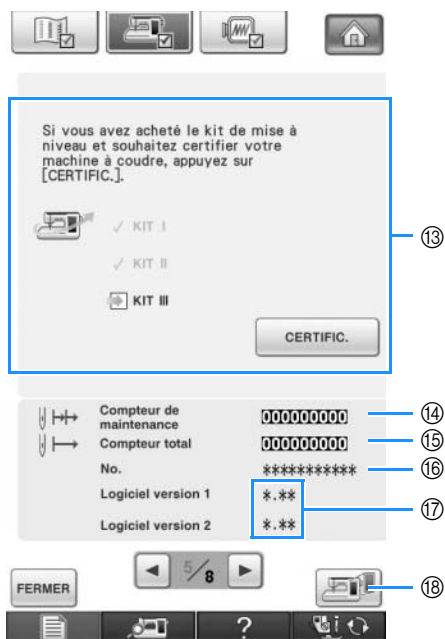 Si vous avez acheté le kit de mise à
niveau et souhaitez certifier votre
machine à coudre, appuyez sur
[CERTIFIC.].
KIT I
KIT II
KIT III
CERTIFIC.
⑬
Compteur de
maintenance
000000000
⑭
Compteur total
000000000
⑮
No.
***********
⑯
Logiciel version 1
*.**
Logiciel version 2
*.**
⑰
FERMER
5/8
⑱
?
i